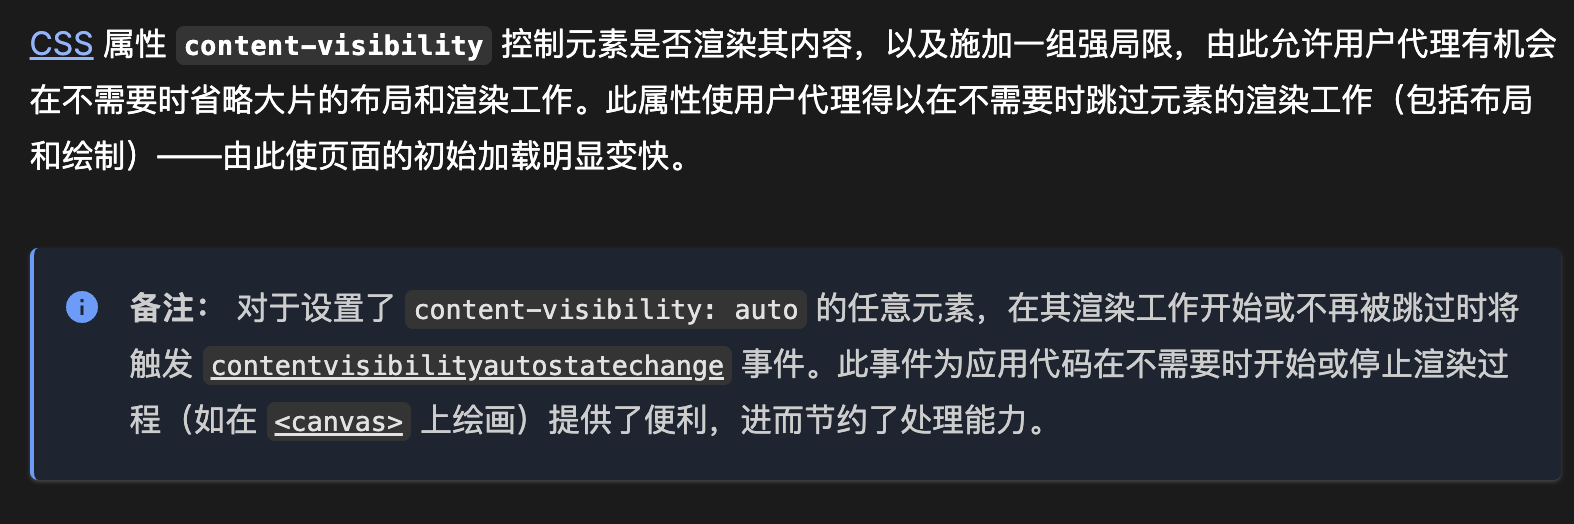 CSS 属性 content-visibility 控制元素是否渲染其内容，以及施加一组强局限，由此允许用户代理有机会
在不需要时省略大片的布局和渲染工作。此属性使用户代理得以在不需要时跳过元素的渲染工作（包括布局
和绘制）——由此使页面的初始加载明显变快。
备注： 对于设置了 content-visibility: auto 的任意元素，在其渲染工作开始或不再被跳过时将
触发 contentvisibilityautostatechange 事件。此事件为应用代码在不需要时开始或停止渲染过
程（如在 <canvas> 上绘画）提供了便利，进而节约了处理能力。